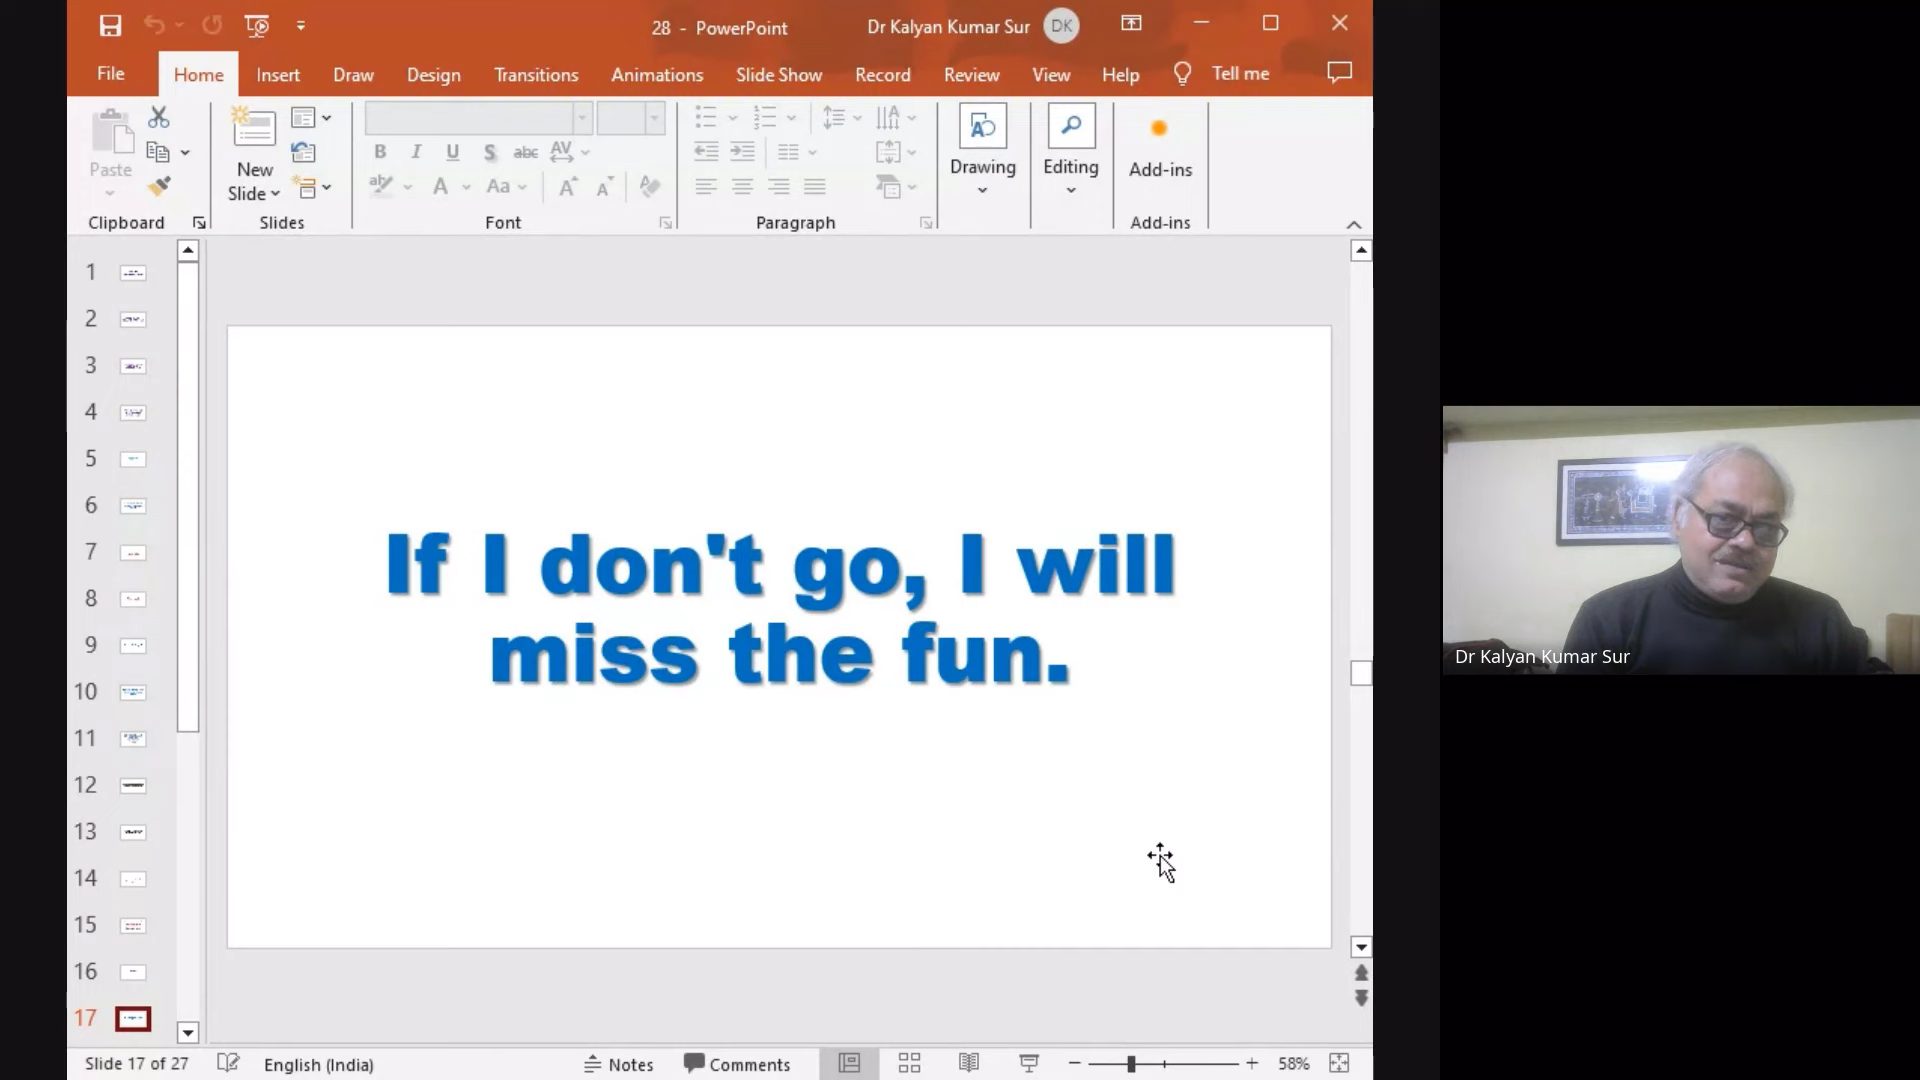 28 - PowerPoint
Dr Kalyan Kumar Sur
DK
File
Home
Insert
Draw
Design
Transitions
Animations
Slide Show
Record
Review
View
Help
Tell me
Paste
New
Slide
Drawing
Editing
Add-ins
Clipboard
Slides
Font
Paragraph
Add-ins
1
2
3
4
5
6
7
8
9
10
11
12
13
14
15
16
17
If I don't go, I will
miss the fun.
Dr Kalyan Kumar Sur
Slide 17 of 27
English (India)
Notes
Comments
58%